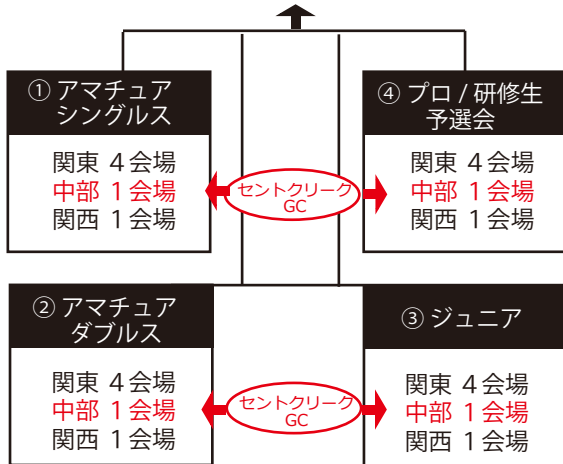 ① アマチュア
シングルス
関東 4会場
中部 1会場
関西 1会場
セントクリーク
GC
④ プロ / 研修生
予選会
関東 4会場
中部 1会場
関西 1会場
② アマチュア
ダブルス
関東 4会場
中部 1会場
関西 1会場
セントクリーク
GC
③ ジュニア
関東 4会場
中部 1会場
関西 1会場